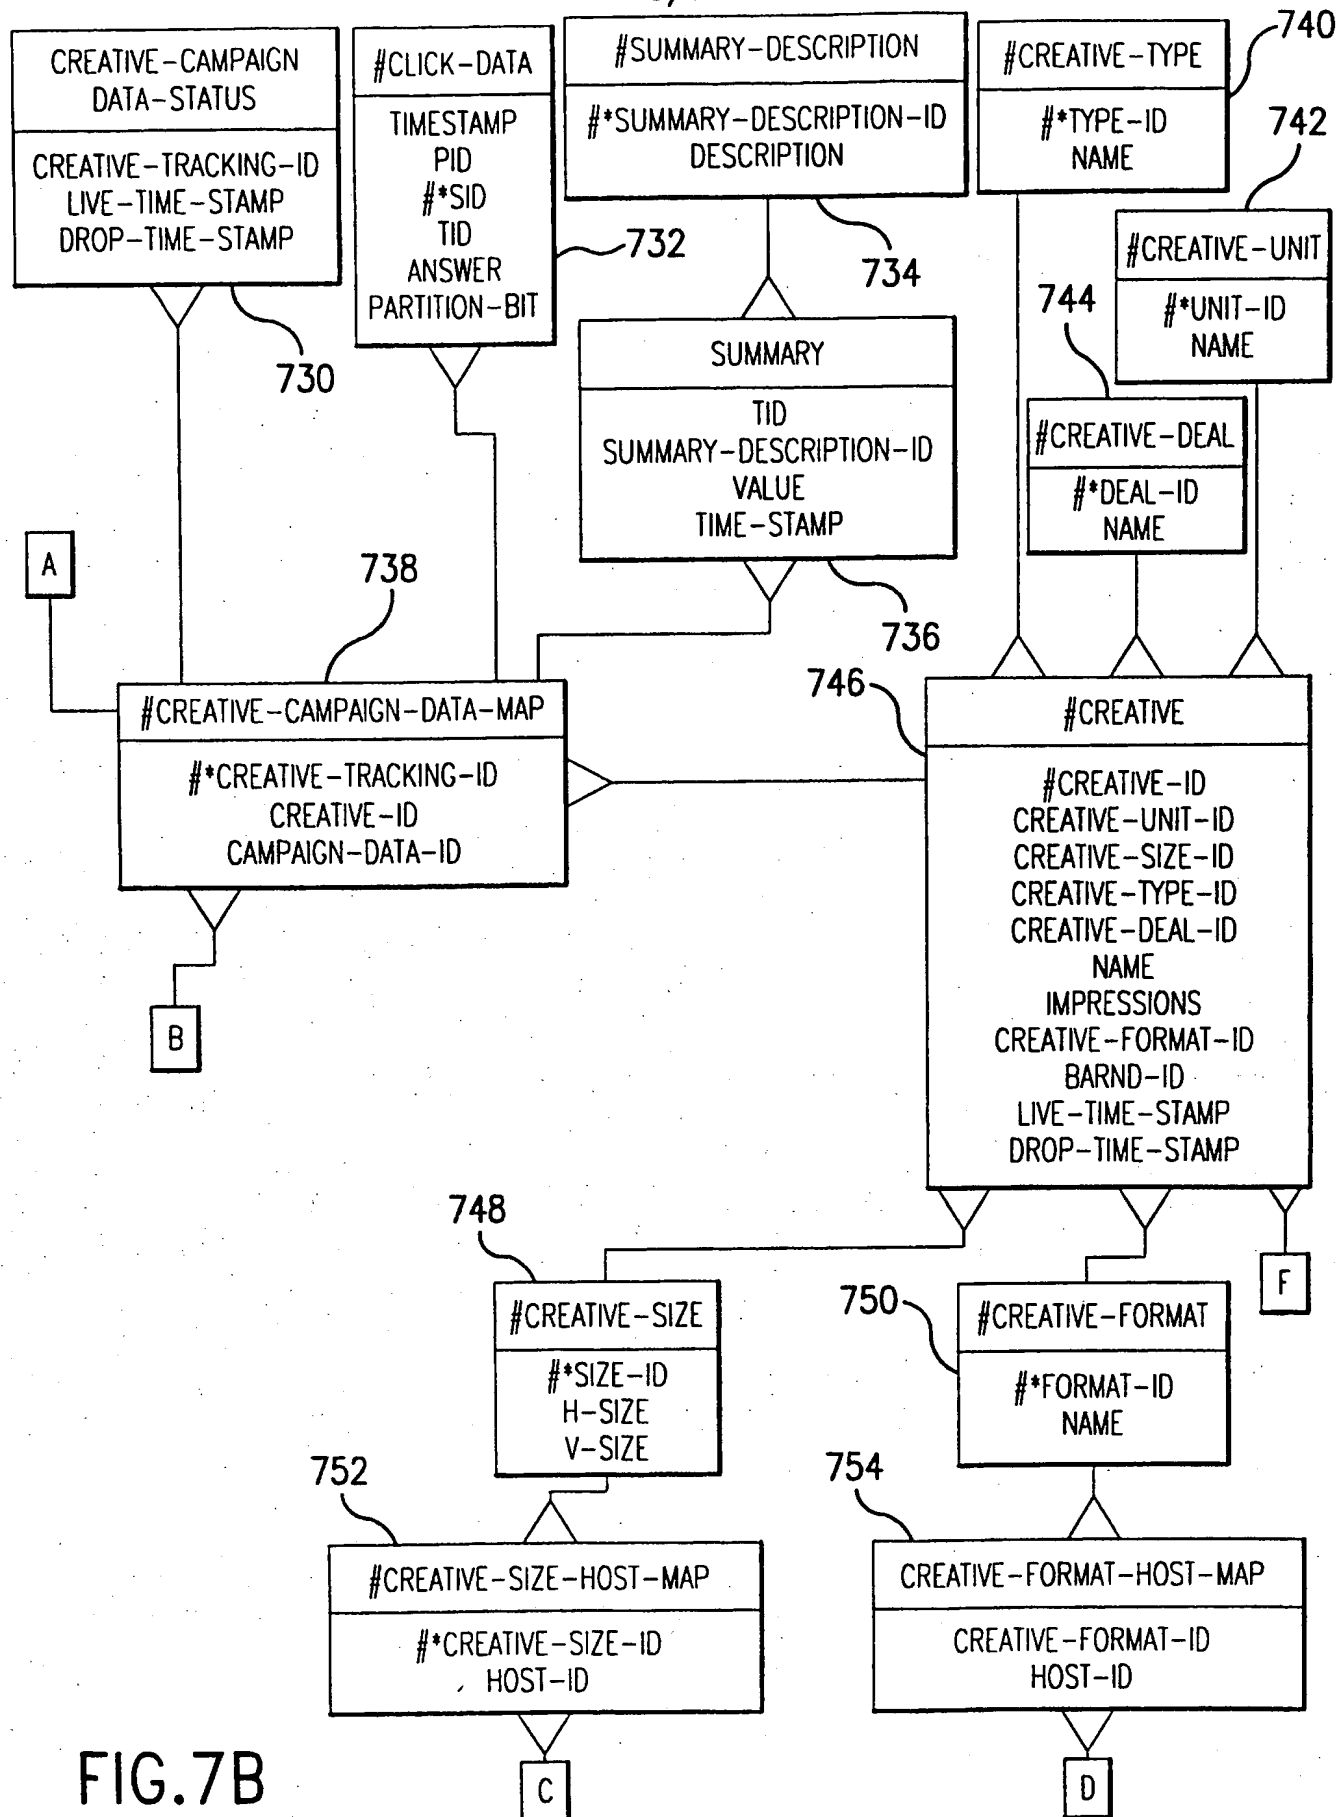 CREATIVE-CAMPAIGN
DATA-STATUS
CREATIVE-TRACKING-ID
LIVE-TIME-STAMP
DROP-TIME-STAMP
730
#CLICK-DATA
TIMESTAMP
PID
#*SID
TID
ANSWER
PARTITION-BIT
732
#SUMMARY-DESCRIPTION
#*SUMMARY-DESCRIPTION-ID
DESCRIPTION
734
#CREATIVE-TYPE
#*TYPE-ID
NAME
740
742
#CREATIVE-UNIT
#*UNIT-ID
NAME
744
#CREATIVE-DEAL
#*DEAL-ID
NAME
SUMMARY
TID
SUMMARY-DESCRIPTION-ID
VALUE
TIME-STAMP
736
A
738
#CREATIVE-CAMPAIGN-DATA-MAP
#*CREATIVE-TRACKING-ID
CREATIVE-ID
CAMPAIGN-DATA-ID
B
746
#CREATIVE
#CREATIVE-ID
CREATIVE-UNIT-ID
CREATIVE-SIZE-ID
CREATIVE-TYPE-ID
CREATIVE-DEAL-ID
NAME
IMPRESSIONS
CREATIVE-FORMAT-ID
BARND-ID
LIVE-TIME-STAMP
DROP-TIME-STAMP
F
748
#CREATIVE-SIZE
#*SIZE-ID
H-SIZE
V-SIZE
750
#CREATIVE-FORMAT
#*FORMAT-ID
NAME
752
#CREATIVE-SIZE-HOST-MAP
#*CREATIVE-SIZE-ID
HOST-ID
C
754
CREATIVE-FORMAT-HOST-MAP
CREATIVE-FORMAT-ID
HOST-ID
D
FIG.7B